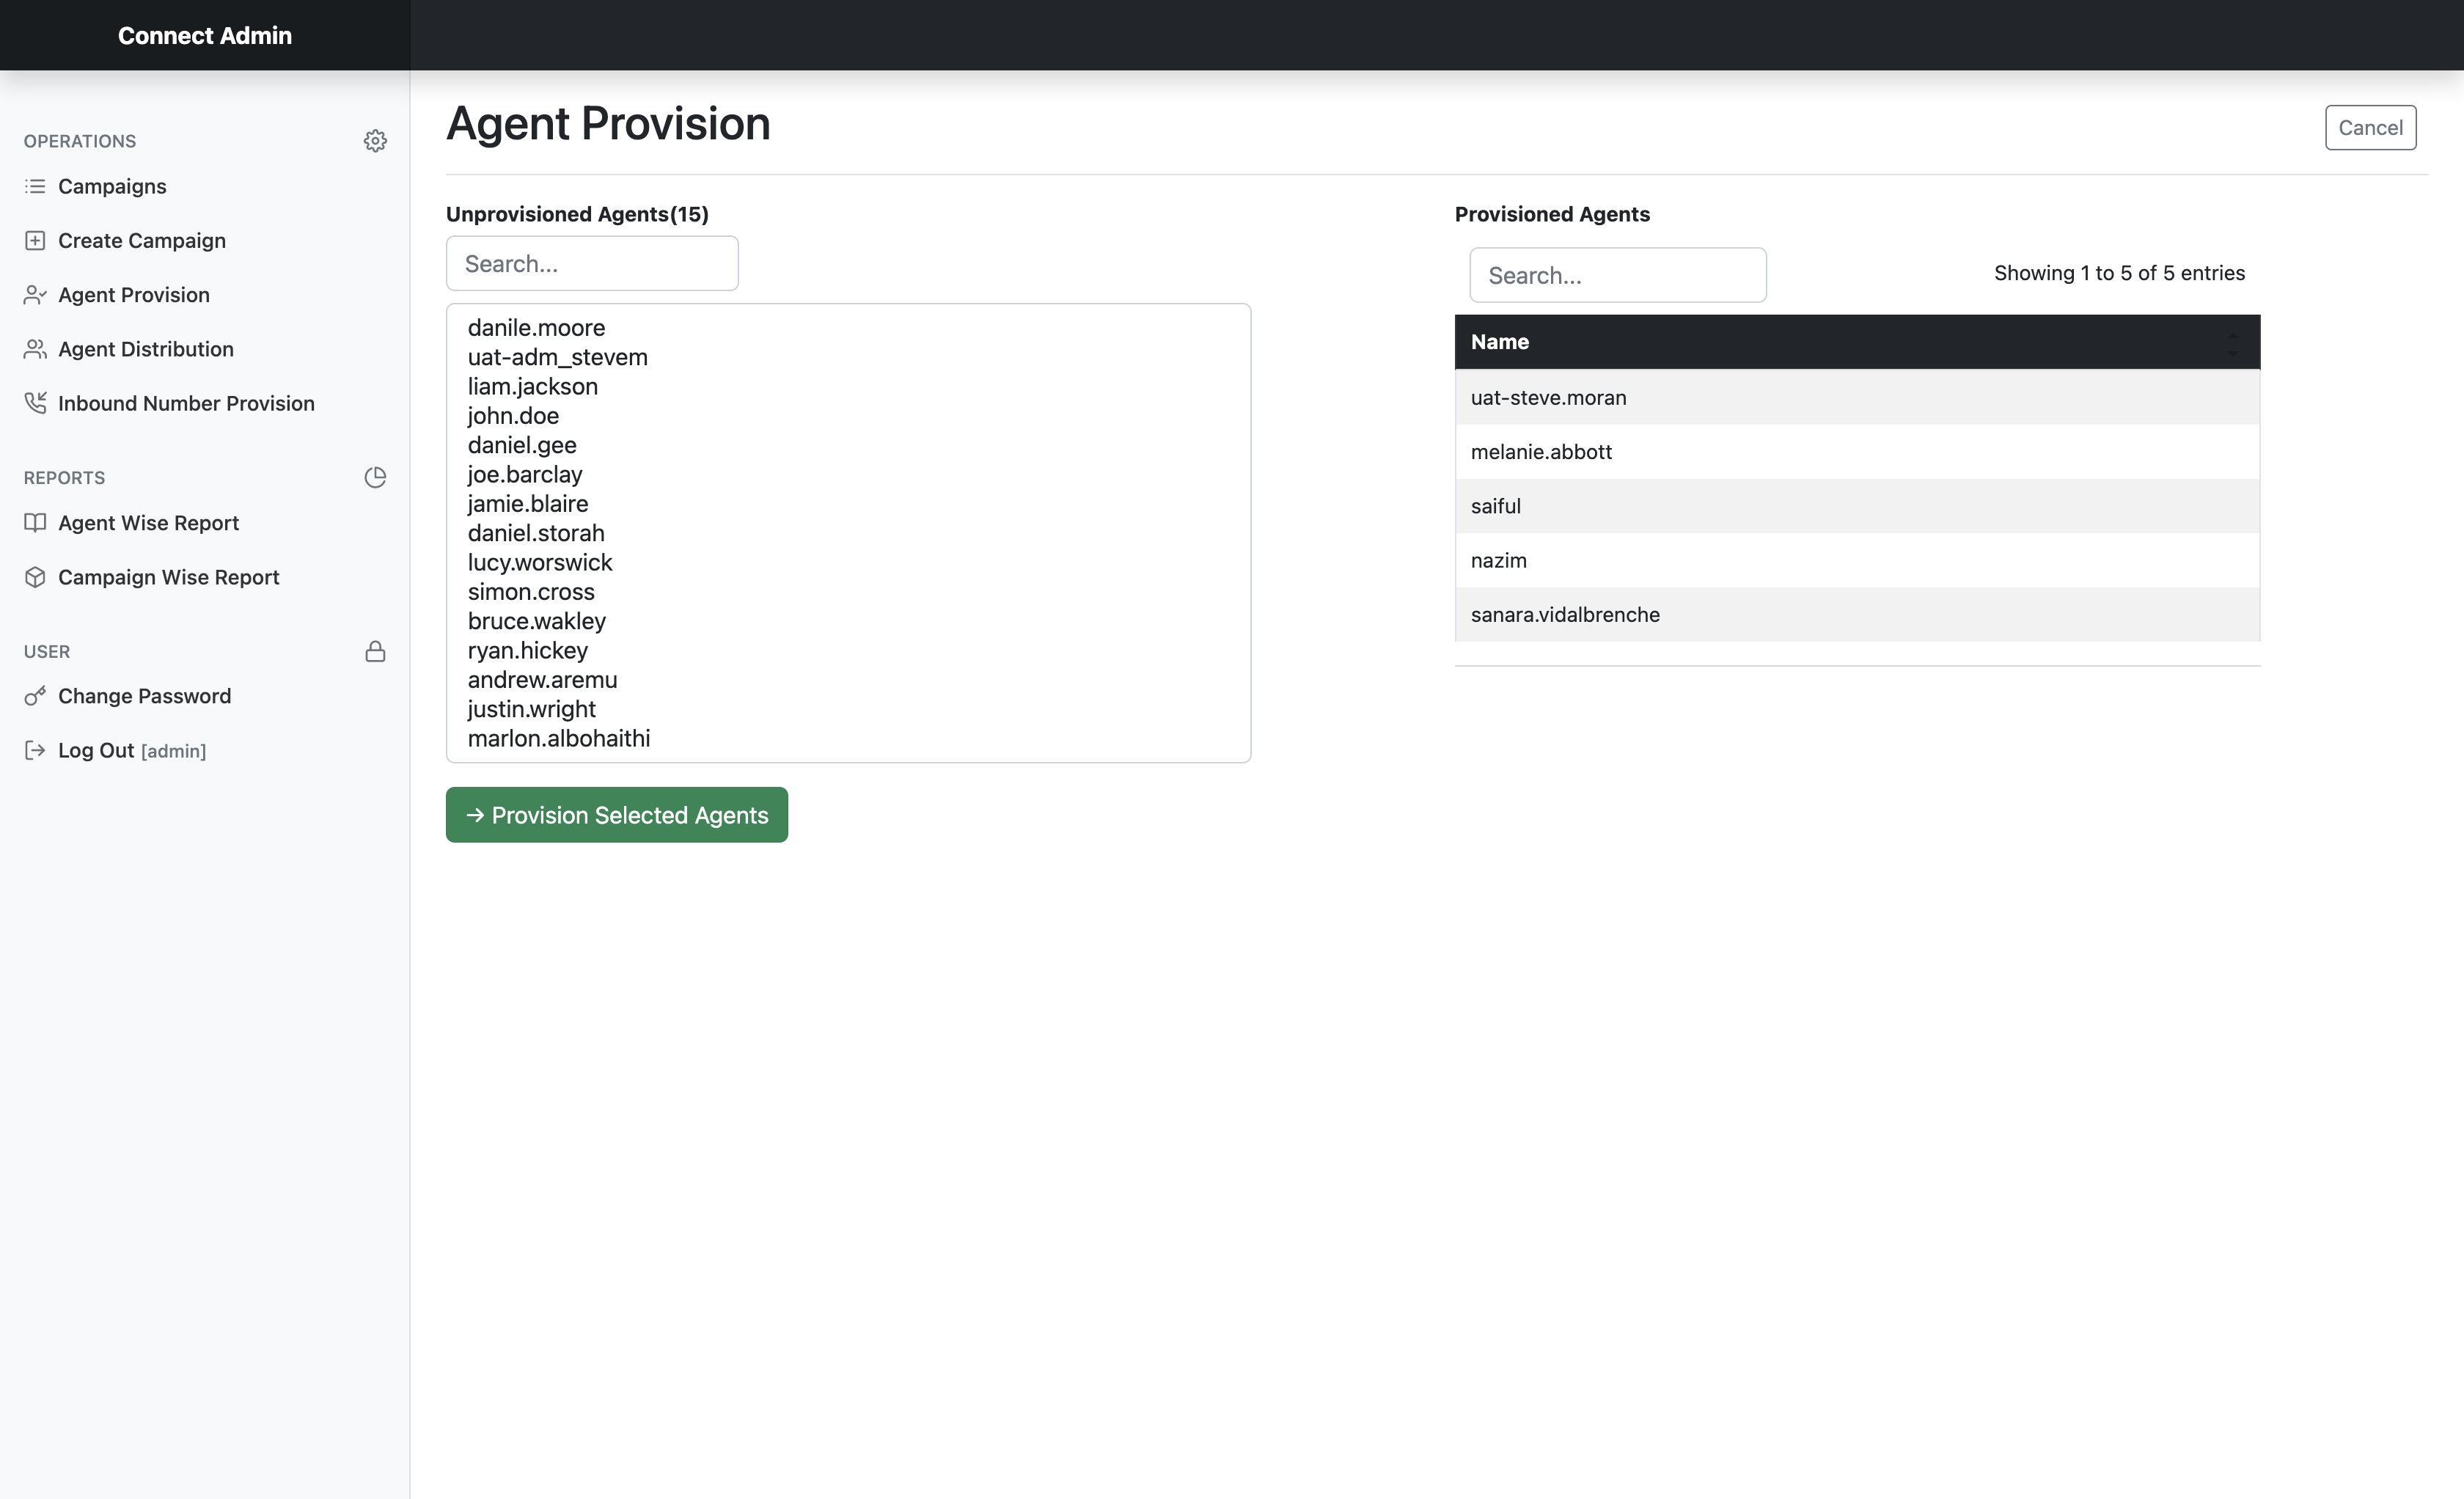 Connect Admin
OPERATIONS
Campaigns
Create Campaign
Agent Provision
Agent Distribution
Inbound Number Provision
REPORTS
Agent Wise Report
Campaign Wise Report
USER
Change Password
Log Out [admin]
Agent Provision
Cancel
Unprovisioned Agents(15)
Search...
danile.moore
uat-adm_stevem
liam.jackson
john.doe
daniel.gee
joe.barclay
jamie.blaire
daniel.storah
lucy.worswick
simon.cross
bruce.wakley
ryan.hickey
andrew.aremu
justin.wright
marlon.albohaithi
→ Provision Selected Agents
Provisioned Agents
Search...
Showing 1 to 5 of 5 entries
Name
uat-steve.moran
melanie.abbott
saiful
nazim
sanara.vidalbrenche